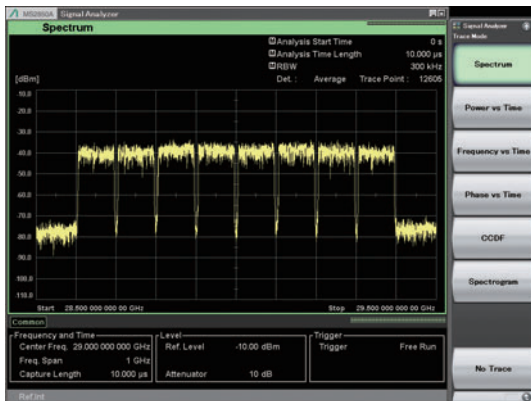 MS2850A Signal Analyzer
Spectrum
Analysis Start Time 0 s
Analysis Time Length 10.000 µs
RBW 300 kHz
Det. : Average Trace Point : 12605
[dBm]
-10.0
-20.0
-30.0
-40.0
-50.0
-60.0
-70.0
-80.0
-90.0
-100.0
-110.0
Start 28.500 000 000 00 GHz Stop 29.500 000 000 00 GHz
Common
Frequency and Time
Center Freq. 29.000 000 000 GHz
Freq. Span 1 GHz
Capture Length 10.000 µs
Level
Ref. Level -10.00 dBm
Attenuator 10 dB
Trigger
Trigger Free Run
Ref.Int
Signal Analyzer
Trace Mode
Spectrum
Power vs Time
Frequency vs Time
Phase vs Time
CCDF
Spectrogram
No Trace